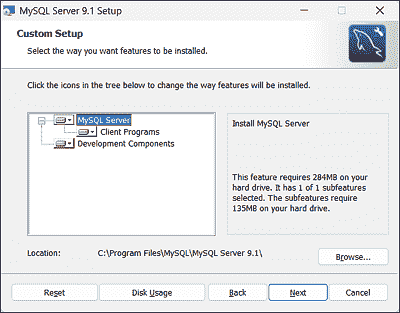 MySQL Server 9.1 Setup
Custom Setup
Select the way you want features to be installed.
Click the icons in the tree below to change the way features will be installed.
MySQL Server
Client Programs
Development Components
Install MySQL Server
This feature requires 284MB on your
hard drive. It has 1 of 1 subfeatures
selected. The subfeatures require
135MB on your hard drive.
Location: C:\Program Files\MySQL\MySQL Server 9.1\
Browse...
Reset Disk Usage Back Next Cancel